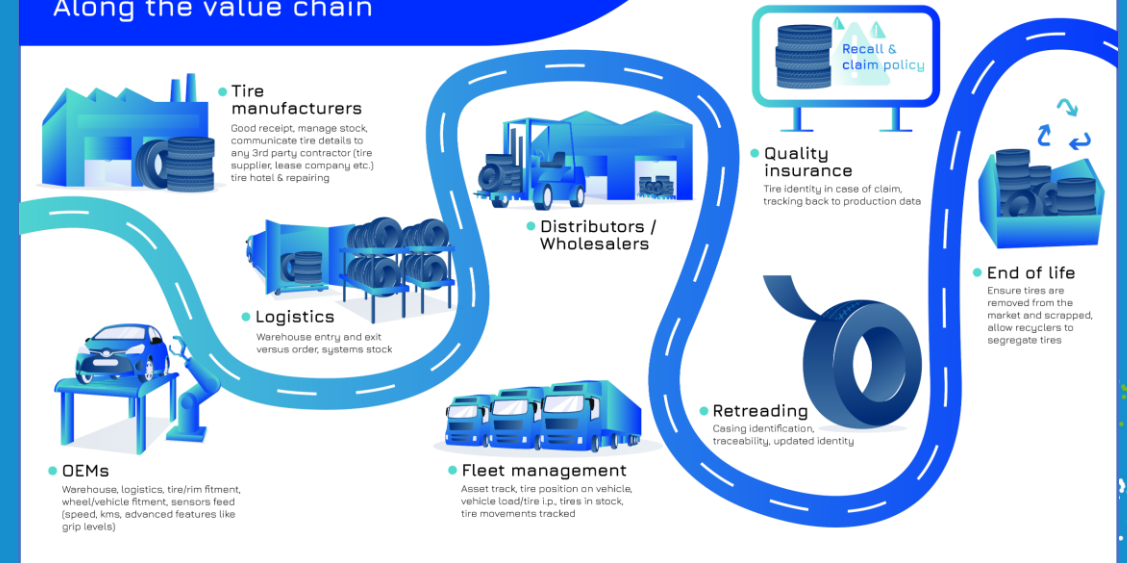 Along the value chain
Tire
manufacturers
Good receipt, manage stock,
communicate tire details to
any 3rd party contractor (tire
supplier, lease company etc.)
tire hotel & repairing
OEMs
Warehouse, logistics, tire/rim fitment,
wheel/vehicle fitment, sensors feed
(speed, kms, advanced features like
grip levels)
Logistics
Warehouse entry and exit
versus order, systems stock
Distributors /
Wholesalers
Fleet management
Asset track, tire position on vehicle,
vehicle load/tire i.p., tires in stock,
tire movements tracked
Recall &
claim policy
Quality
insurance
Tire identity in case of claim,
tracking back to production data
Retreading
Casing identification,
traceability, updated identity
End of life
Ensure tires are
removed from the
market and scrapped,
allow recyclers to
segregate tires